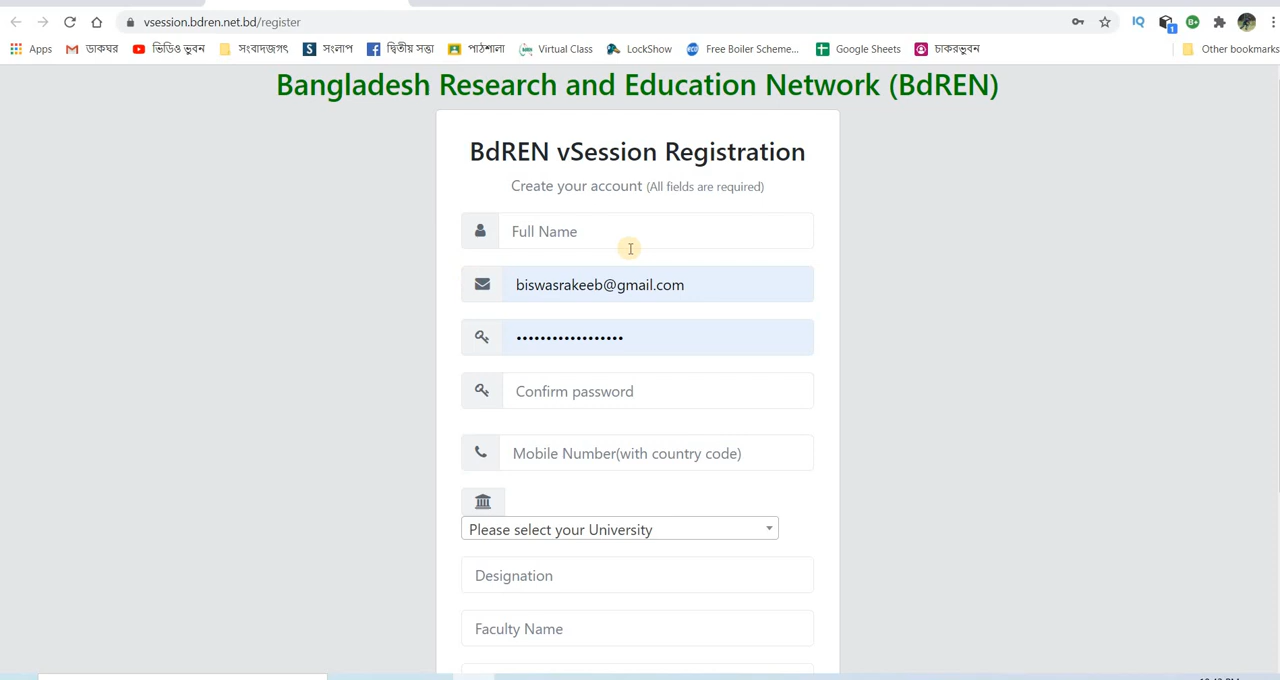 vsession.bdren.net.bd/register
Apps ডাকঘর ভিডিও ভুবন সংবাদজগৎ সংলাপ দ্বিতীয় সত্তা পাঠশালা Virtual Class LockShow Free Boiler Scheme... Google Sheets চাকরভুবন Other bookmarks
Bangladesh Research and Education Network (BdREN)
BdREN vSession Registration
Create your account (All fields are required)
Full Name
biswasrakeeb@gmail.com
••••••••••••••••••
Confirm password
Mobile Number(with country code)
Please select your University
Designation
Faculty Name